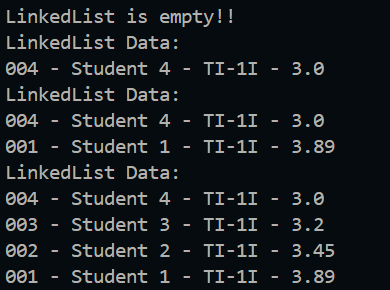 LinkedList is empty!!
LinkedList Data:
004 - Student 4 - TI-1I - 3.0
LinkedList Data:
004 - Student 4 - TI-1I - 3.0
001 - Student 1 - TI-1I - 3.89
LinkedList Data:
004 - Student 4 - TI-1I - 3.0
003 - Student 3 - TI-1I - 3.2
002 - Student 2 - TI-1I - 3.45
001 - Student 1 - TI-1I - 3.89